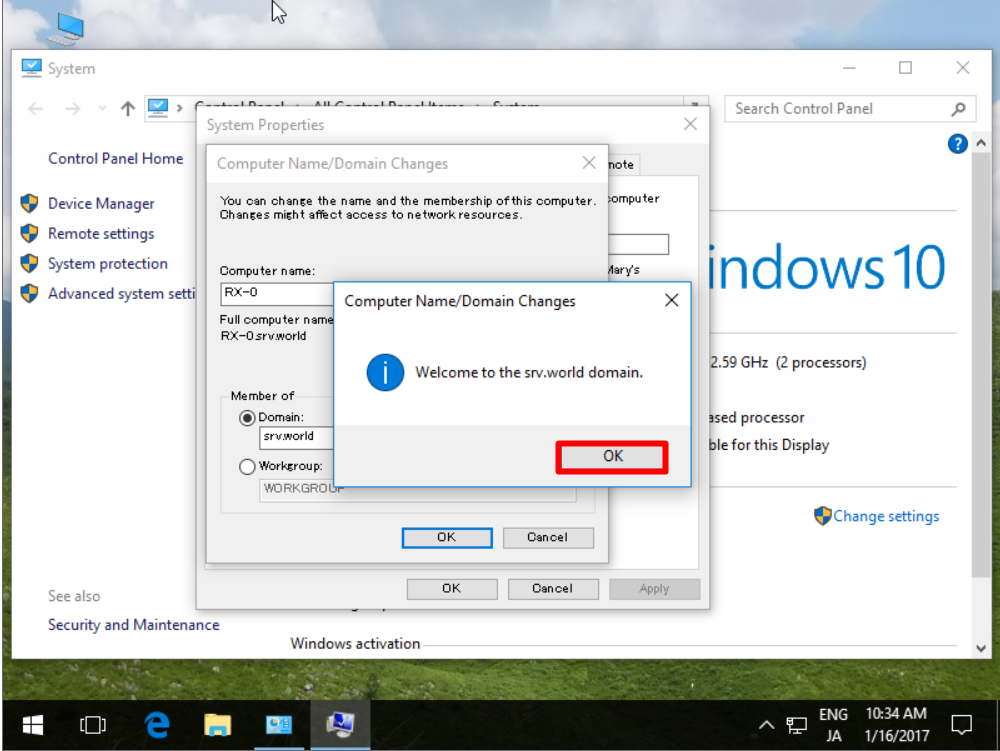 System
Control Panel > All Control Panel Items > System
Search Control Panel
System Properties
Control Panel Home
Device Manager
Remote settings
System protection
Advanced system setti
Computer Name/Domain Changes
mote
You can change the name and the membership of this computer.
Changes might affect access to network resources.
computer
Mary's
Computer name:
RX-0
Full computer name
RX-0.srv.world
Member of
Domain:
srv.world
Workgroup:
WORKGROUP
OK
Cancel
Computer Name/Domain Changes
Welcome to the srv.world domain.
OK
OK
Cancel
Apply
indows 10
2.59 GHz (2 processors)
ased processor
ble for this Display
Change settings
See also
Security and Maintenance
Windows activation
ENG
JA
10:34 AM
1/16/2017